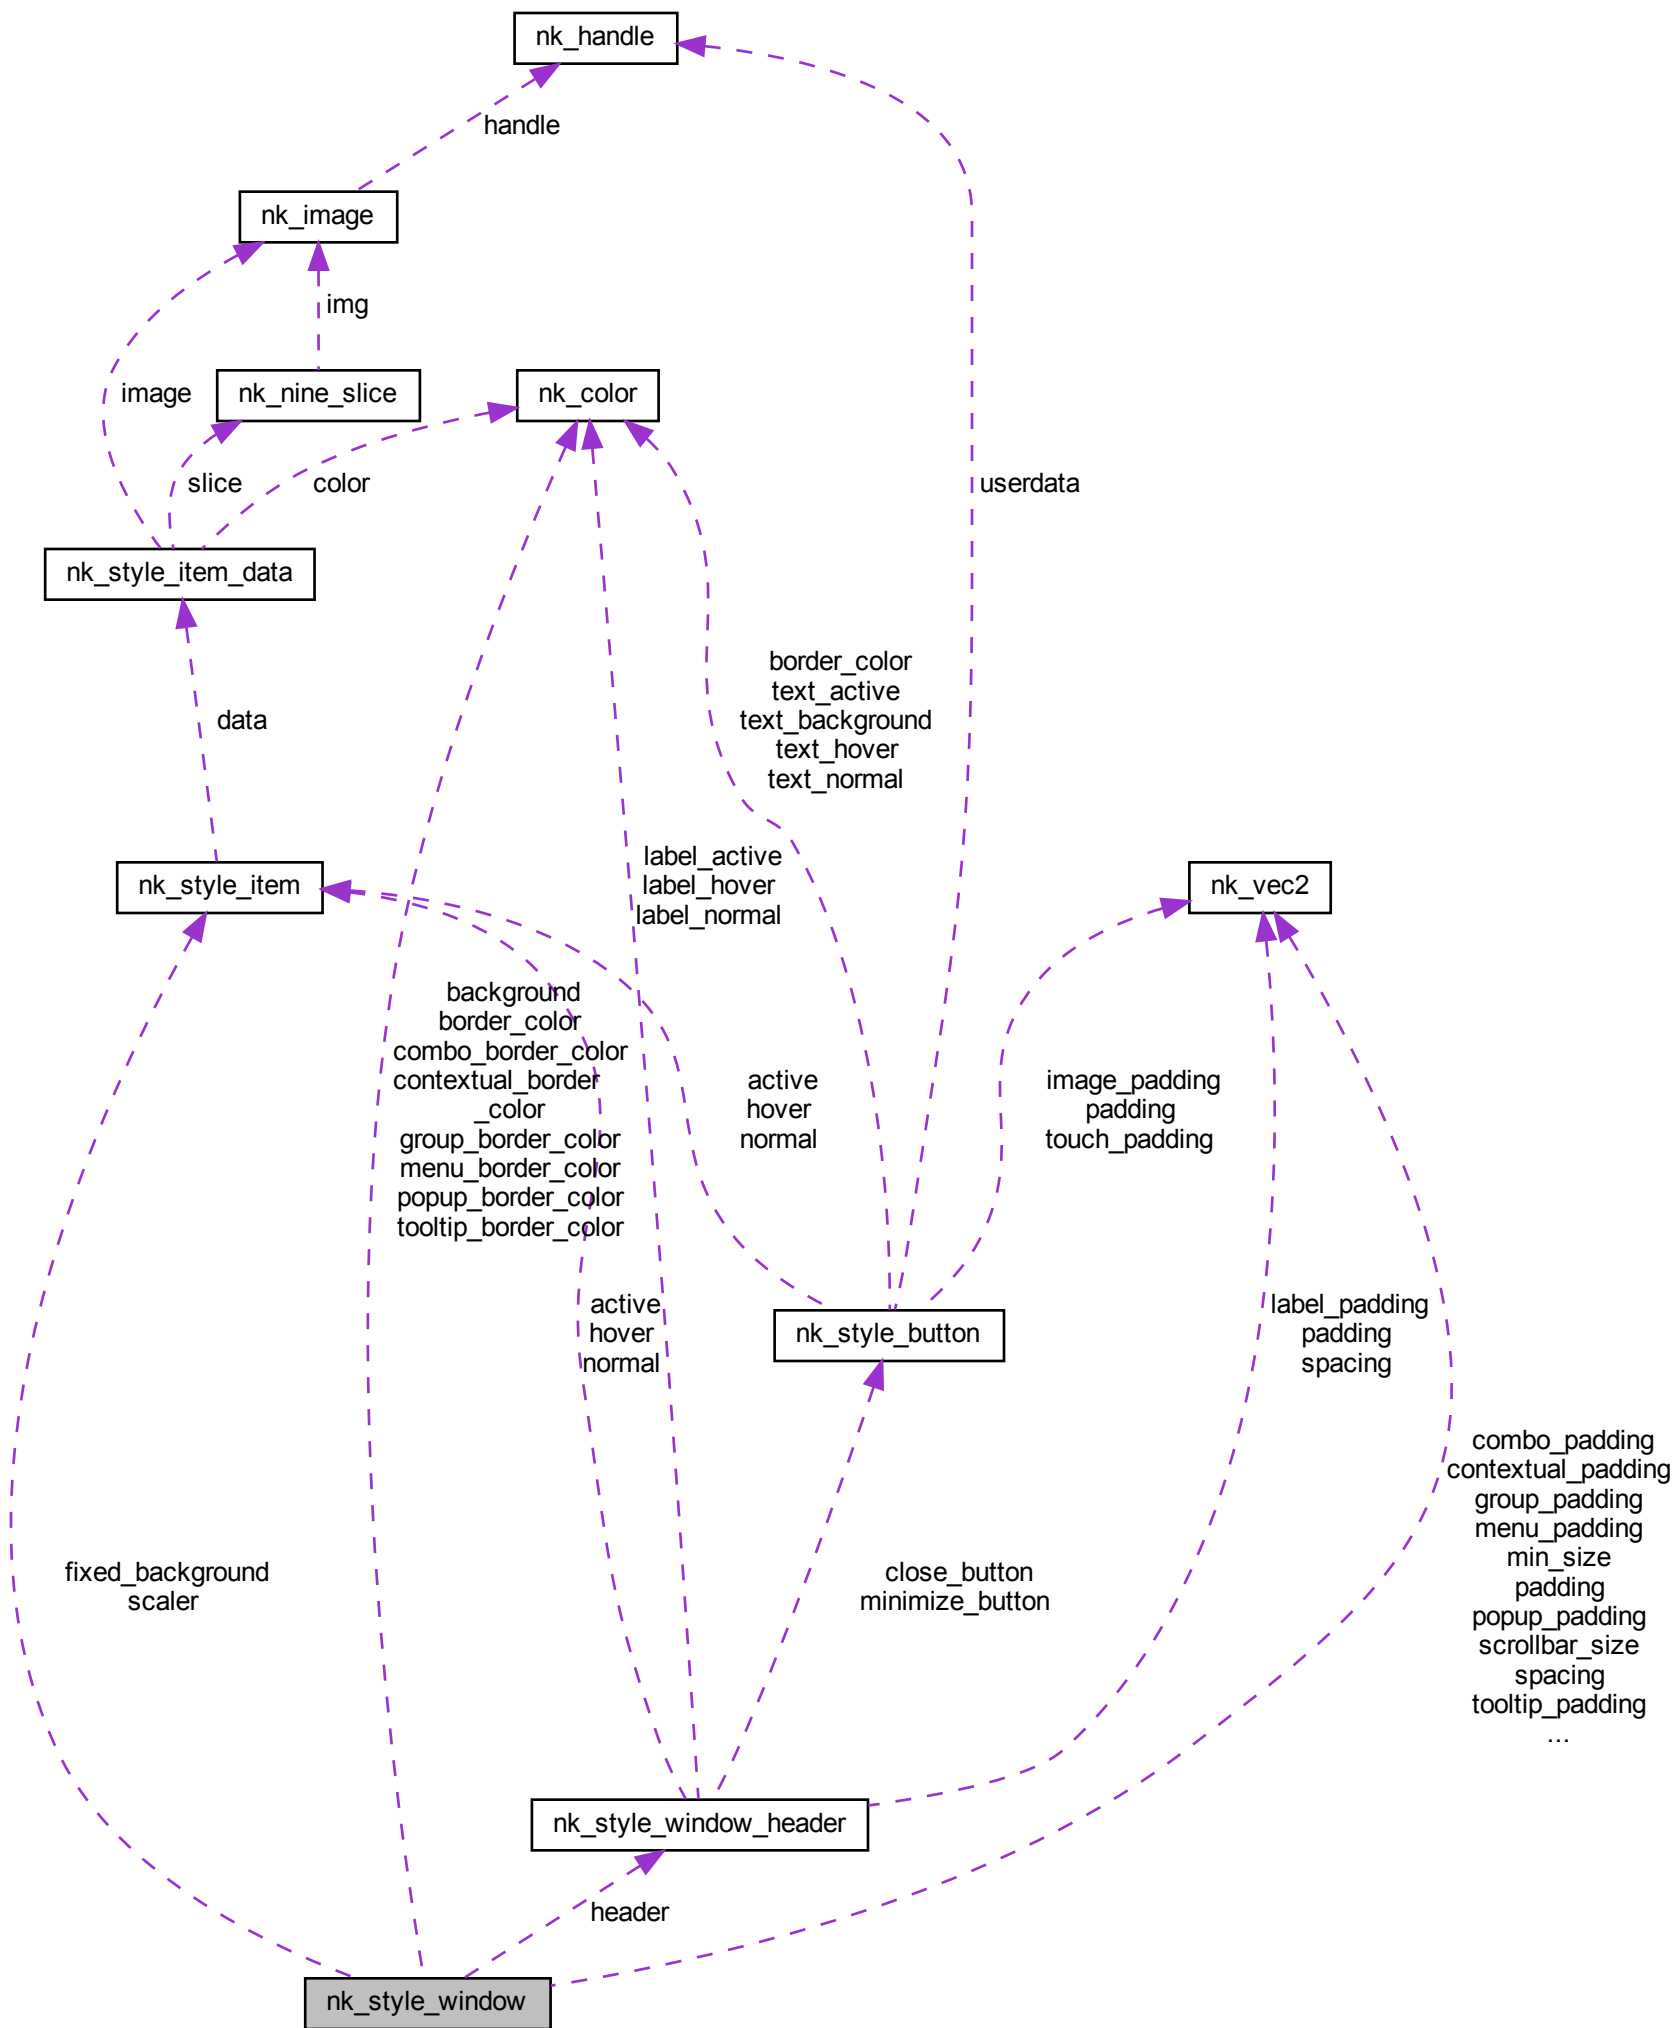 nk_handle
handle
nk_image
img
image
nk_nine_slice
nk_color
slice
color
userdata
nk_style_item_data
border_color
text_active
text_background
text_hover
text_normal
data
label_active
label_hover
label_normal
nk_style_item
nk_vec2
background
border_color
combo_border_color
contextual_border
_color
group_border_color
menu_border_color
popup_border_color
tooltip_border_color
active
hover
normal
image_padding
padding
touch_padding
active
hover
normal
nk_style_button
label_padding
padding
spacing
combo_padding
contextual_padding
group_padding
menu_padding
min_size
padding
popup_padding
scrollbar_size
spacing
tooltip_padding
...
fixed_background
scaler
close_button
minimize_button
nk_style_window_header
header
nk_style_window